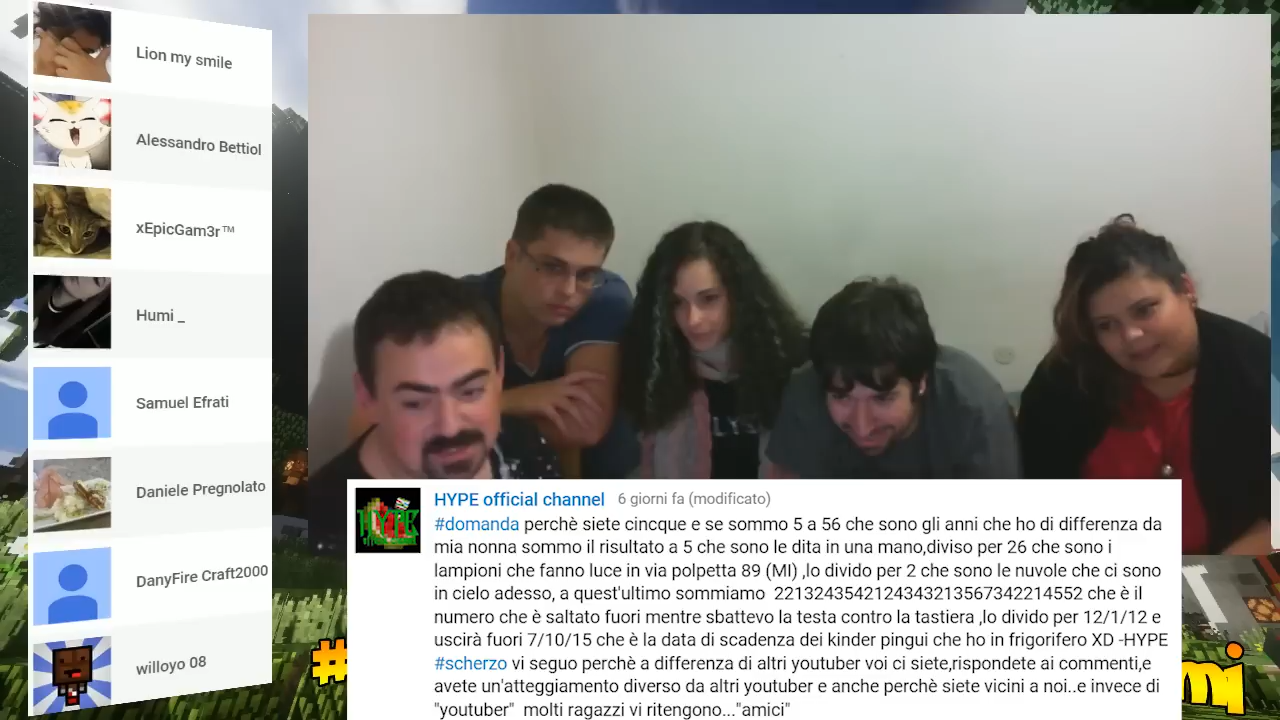 Lion my smile
Alessandro Bettiol
xEpicGam3r™
Humi _
Samuel Efrati
Daniele Pregnolato
DanyFire Craft2000
willoyo 08
HYPE
HYPE official channel 6 giorni fa (modificato)
#domanda perchè siete cincque e se sommo 5 a 56 che sono gli anni che ho di differenza da
mia nonna sommo il risultato a 5 che sono le dita in una mano,diviso per 26 che sono i
lampioni che fanno luce in via polpetta 89 (MI) ,lo divido per 2 che sono le nuvole che ci sono
in cielo adesso, a quest'ultimo sommiamo 22132435421243432135673422145​52 che è il
numero che è saltato fuori mentre sbattevo la testa contro la tastiera ,lo divido per 12/1/12 e
uscirà fuori 7/10/15 che è la data di scadenza dei kinder pingui che ho in frigorifero XD -HYPE
#scherzo vi seguo perchè a differenza di altri youtuber voi ci siete,rispondete ai commenti,e
avete un'atteggiamento diverso da altri youtuber e anche perchè siete vicini a noi..e invece di
"youtuber" molti ragazzi vi ritengono..."amici"
#
mi